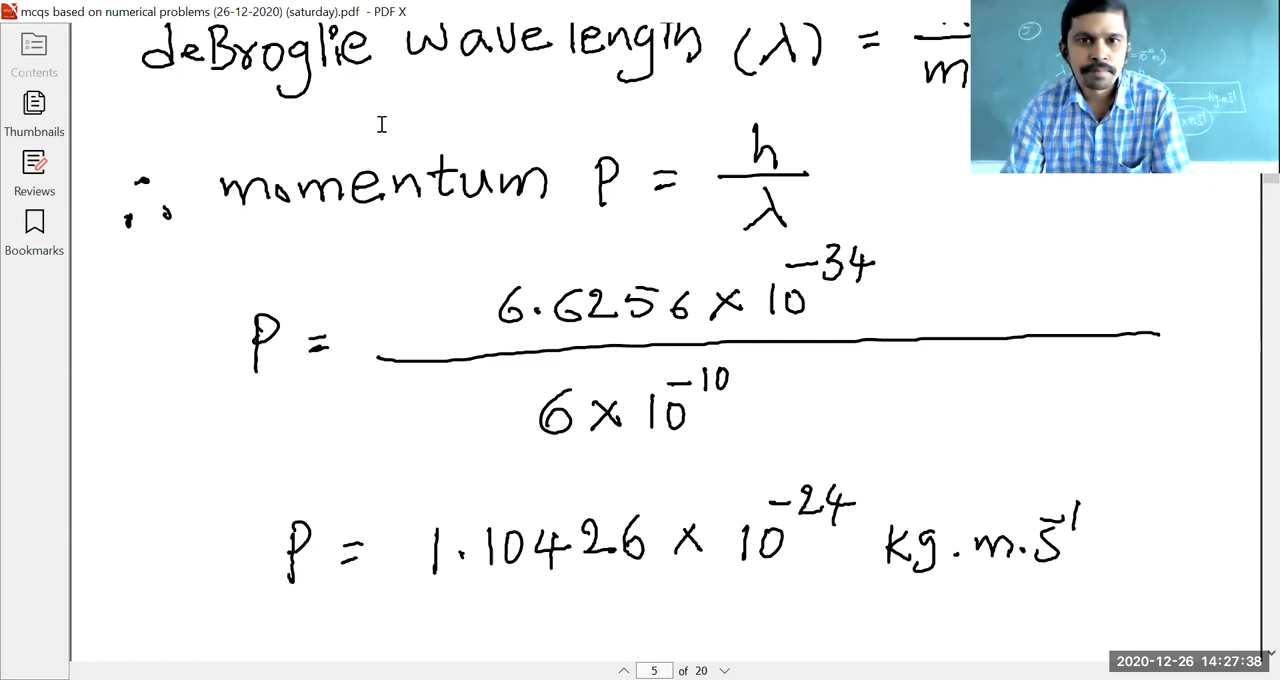 mcqs based on numerical problems (26-12-2020) (saturday).pdf - PDF X
Contents
Thumbnails
Reviews
Bookmarks
deBroglie wavelength (λ) =
m
∴ momentum P = h/λ
P = 6.6256 × 10^-34
6 × 10^-10
P = 1.10426 × 10^-24 kg.m.s^-1
5 of 20
2020-12-26 14:27:38